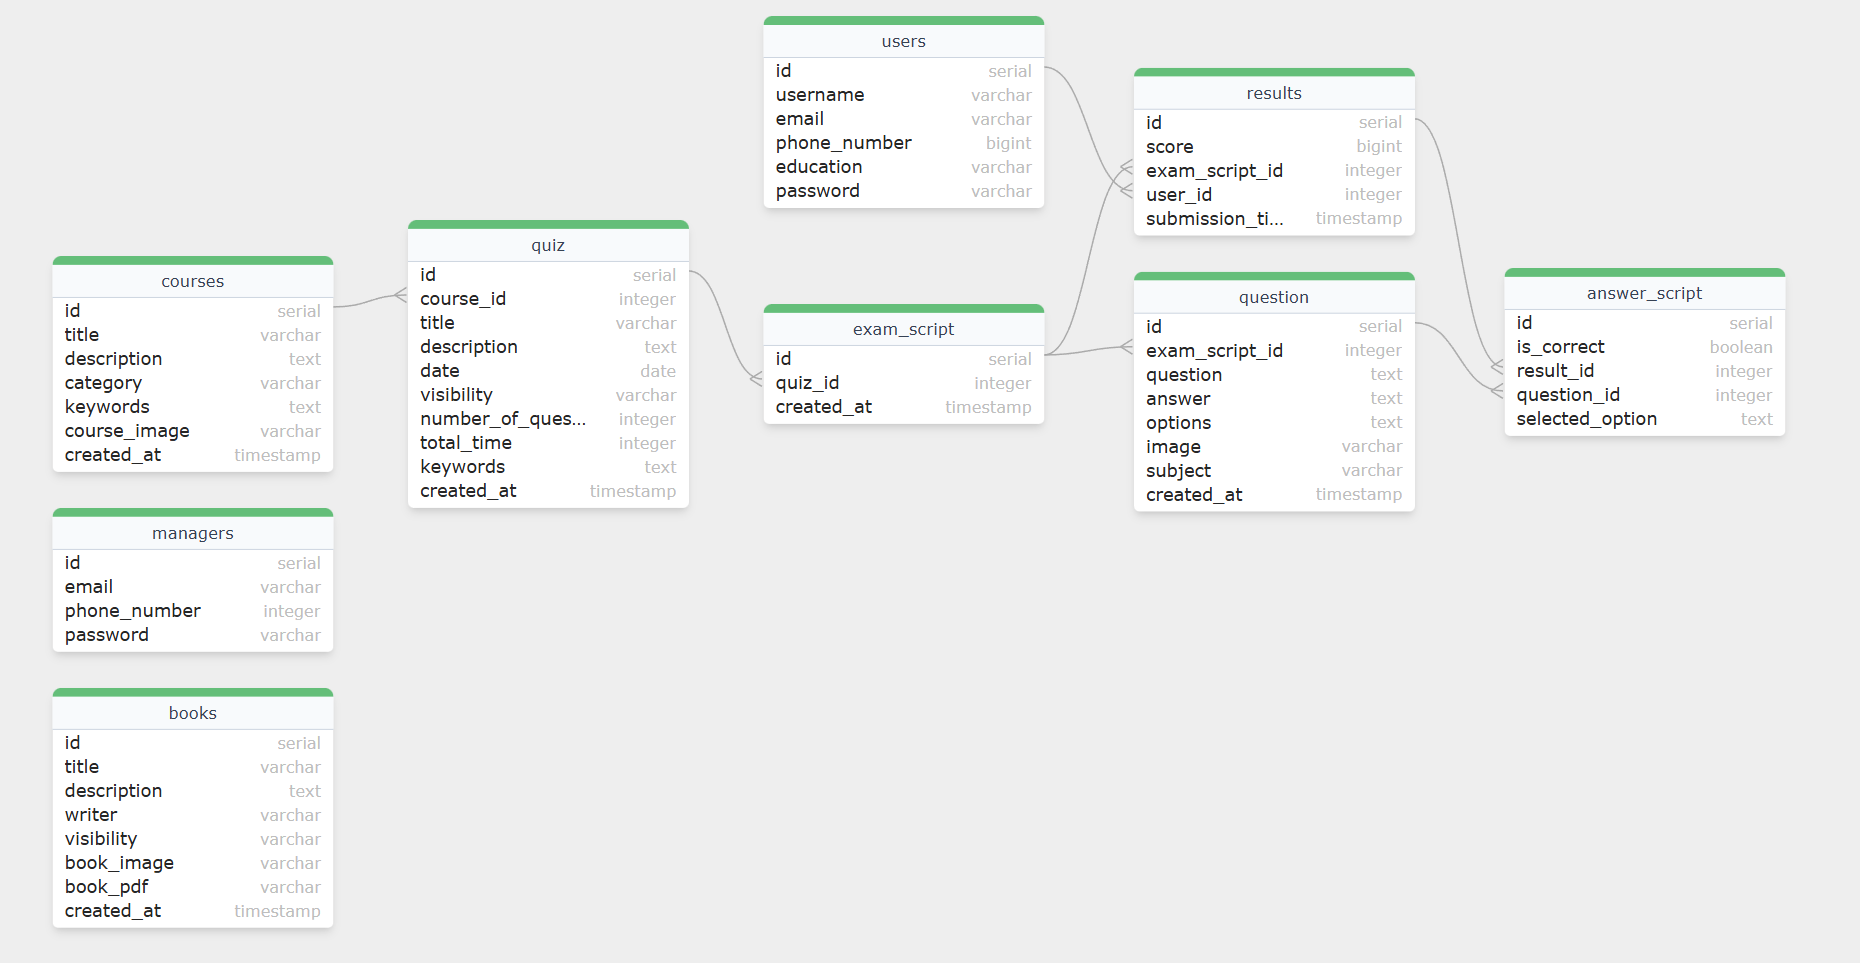 users
id serial
username varchar
email varchar
phone_number bigint
education varchar
password varchar
results
id serial
score bigint
exam_script_id integer
user_id integer
submission_ti... timestamp
courses
id serial
title varchar
description text
category varchar
keywords text
course_image varchar
created_at timestamp
quiz
id serial
course_id integer
title varchar
description text
date date
visibility varchar
number_of_ques... integer
total_time integer
keywords text
created_at timestamp
exam_script
id serial
quiz_id integer
created_at timestamp
question
id serial
exam_script_id integer
question text
answer text
options text
image varchar
subject varchar
created_at timestamp
answer_script
id serial
is_correct boolean
result_id integer
question_id integer
selected_option text
managers
id serial
email varchar
phone_number integer
password varchar
books
id serial
title varchar
description text
writer varchar
visibility varchar
book_image varchar
book_pdf varchar
created_at timestamp